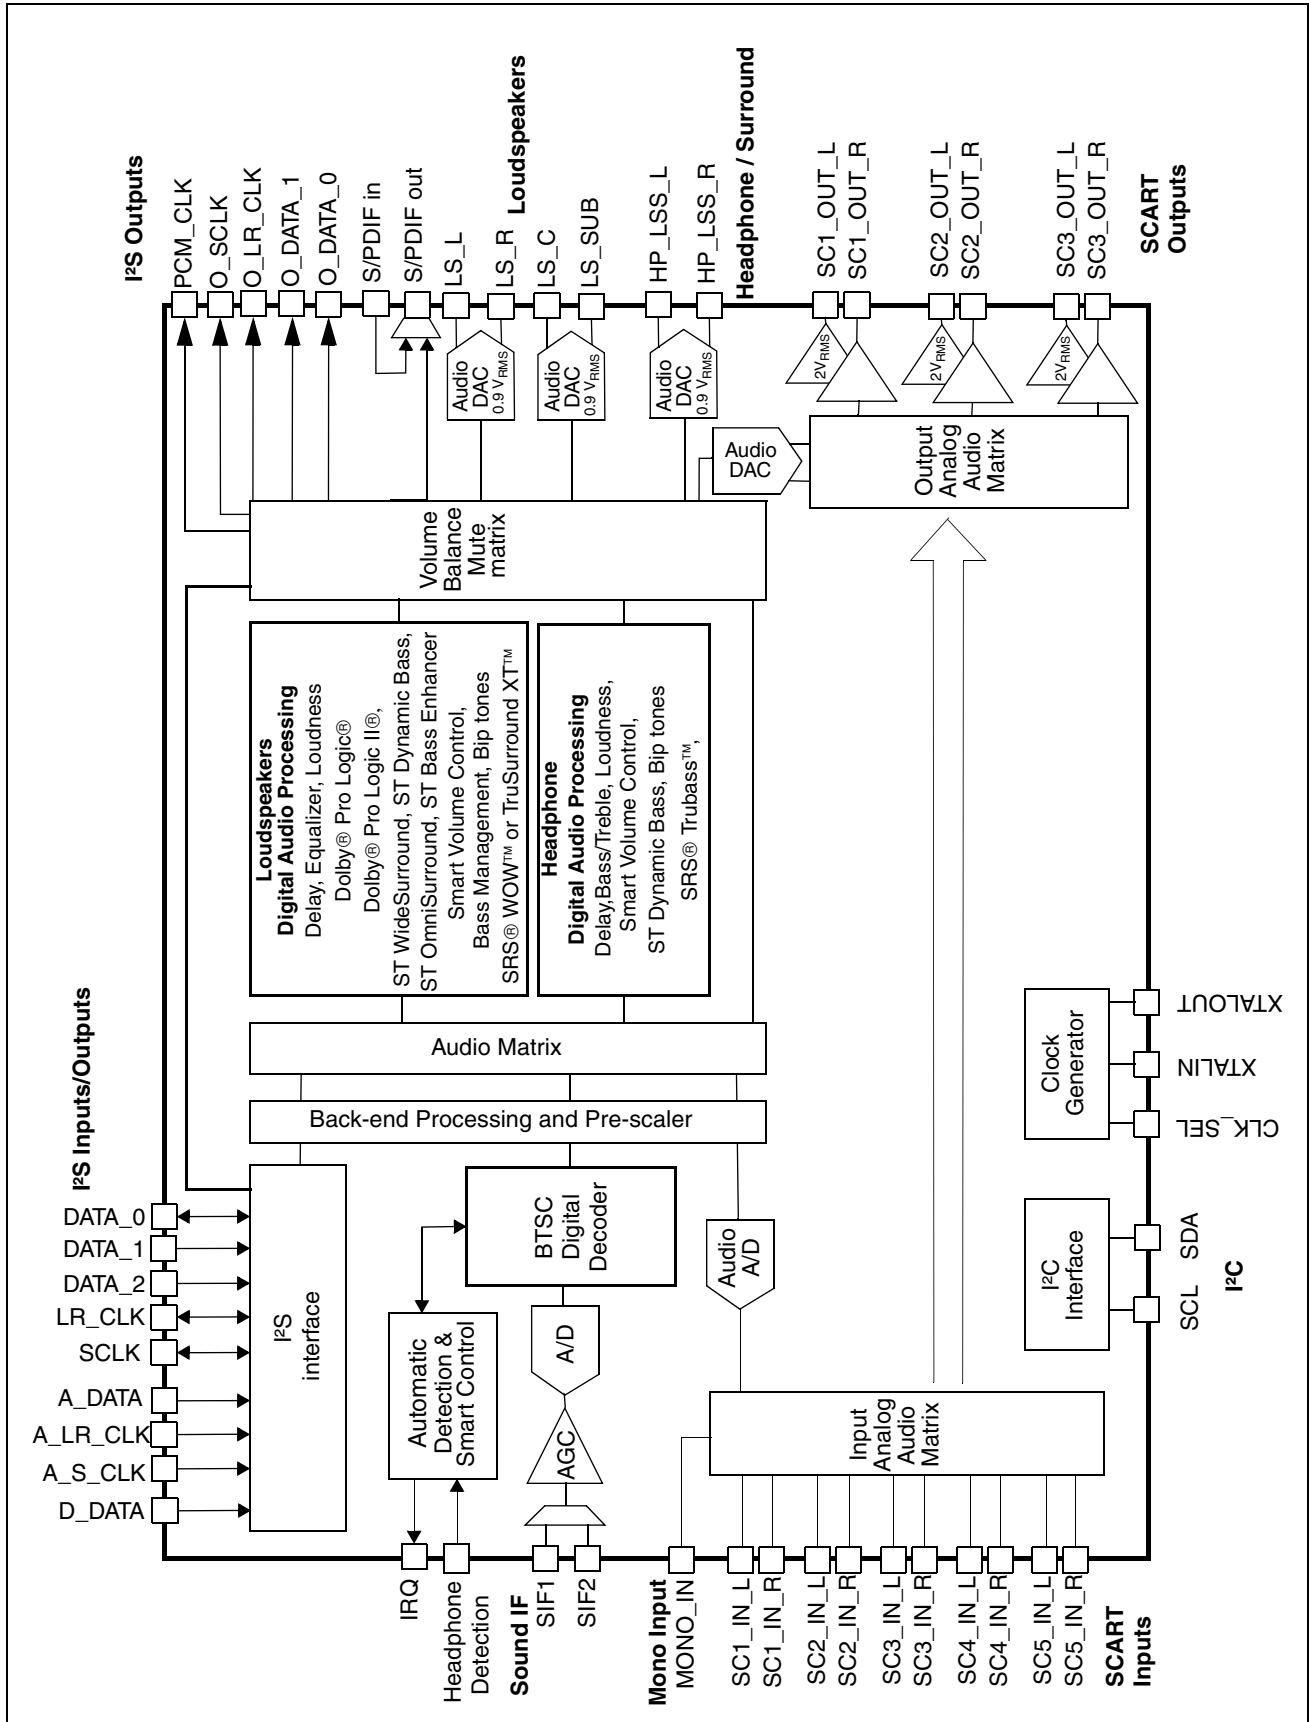 I²S Outputs
PCM_CLK
O_SCLK
O_LR_CLK
O_DATA_1
O_DATA_0
S/PDIF in
S/PDIF out
LS_L
LS_R
Loudspeakers
LS_C
LS_SUB
HP_LSS_L
HP_LSS_R
Headphone / Surround
SC1_OUT_L
SC1_OUT_R
SC2_OUT_L
SC2_OUT_R
SC3_OUT_L
SC3_OUT_R
SCART
Outputs
Audio
DAC
0.9 VRMS
Audio
DAC
0.9 VRMS
Audio
DAC
0.9 VRMS
2VRMS
2VRMS
2VRMS
Audio
DAC
Output
Analog
Audio
Matrix
Volume
Balance
Mute
matrix
Loudspeakers
Digital Audio Processing
Delay, Equalizer, Loudness
Dolby® Pro Logic®
Dolby® Pro Logic II®,
ST WideSurround, ST Dynamic Bass,
ST OmniSurround, ST Bass Enhancer
Smart Volume Control,
Bass Management, Bip tones
SRS® WOW™ or TruSurround XT™
Headphone
Digital Audio Processing
Delay,Bass/Treble, Loudness,
Smart Volume Control,
ST Dynamic Bass, Bip tones
SRS® Trubass™,
Audio Matrix
Back-end Processing and Pre-scaler
I²S Inputs/Outputs
DATA_0
DATA_1
DATA_2
LR_CLK
SCLK
A_DATA
A_LR_CLK
A_S_CLK
D_DATA
I²S
interface
BTSC
Digital
Decoder
Automatic
Detection &
Smart Control
A/D
AGC
Audio
A/D
Input
Analog
Audio
Matrix
Clock
Generator
XTALOUT
XTALIN
CLK_SEL
I²C
Interface
SDA
SCL
I²C
IRQ
Headphone
Detection
Sound IF
SIF1
SIF2
Mono Input
MONO_IN
SC1_IN_L
SC1_IN_R
SC2_IN_L
SC2_IN_R
SC3_IN_L
SC3_IN_R
SC4_IN_L
SC4_IN_R
SC5_IN_L
SC5_IN_R
SCART
Inputs